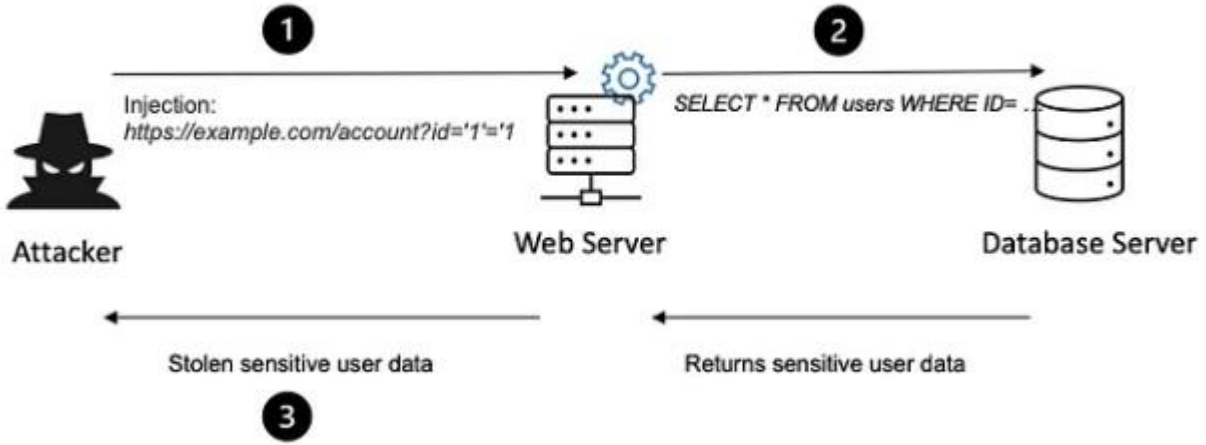 1
2
Injection:
https://example.com/account?id='1'='1
SELECT * FROM users WHERE ID= ...
Attacker
Web Server
Database Server
Stolen sensitive user data
Returns sensitive user data
3